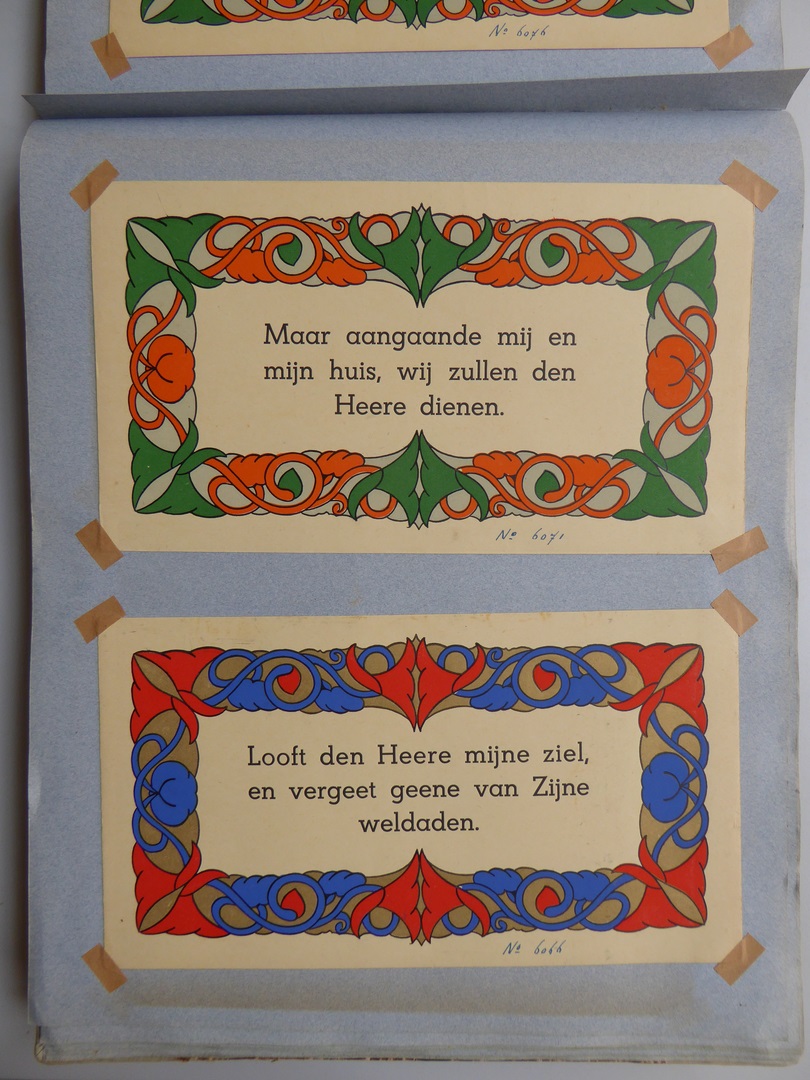 Nº 6076
Maar aangaande mij en
mijn huis, wij zullen den
Heere dienen.
Nº 6071
Looft den Heere mijne ziel,
en vergeet geene van Zijne
weldaden.
Nº 6066